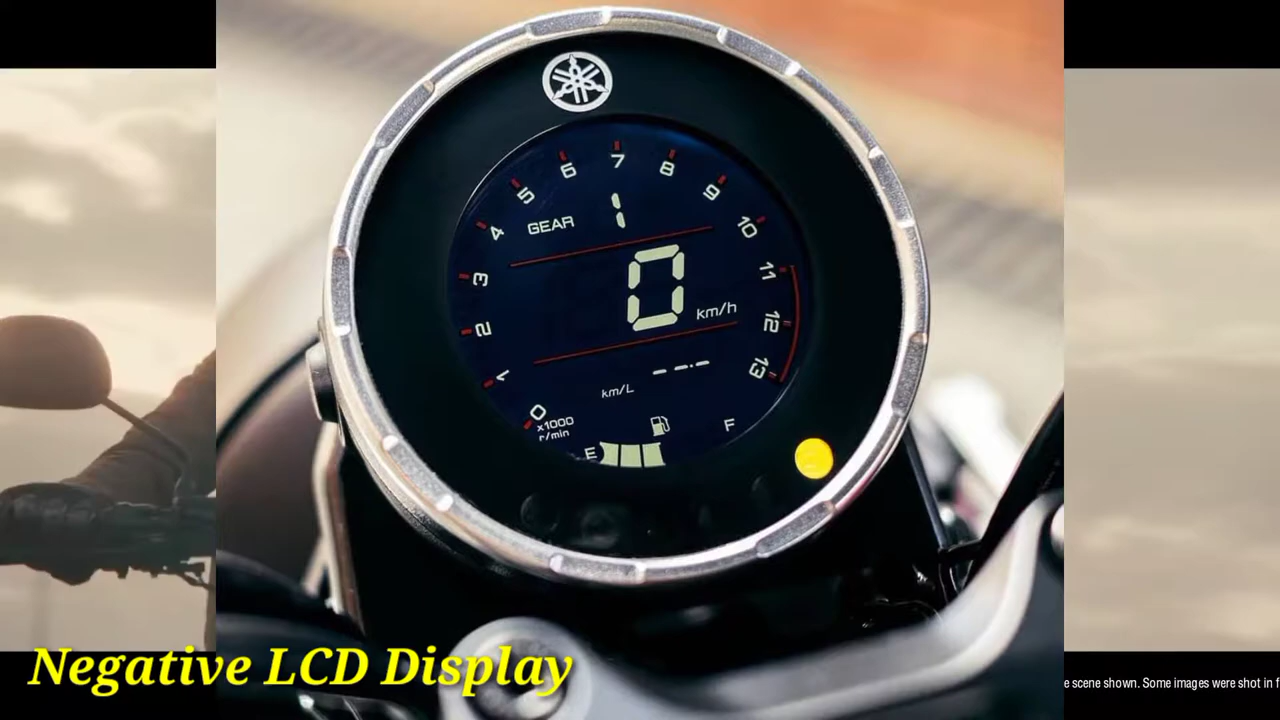 7
6
8
5
9
4
GEAR
1
10
3
0
11
km/h
2
12
1
--.-
13
km/L
0
x1000
r/min
F
E
Negative LCD Display
e scene shown. Some images were shot in f